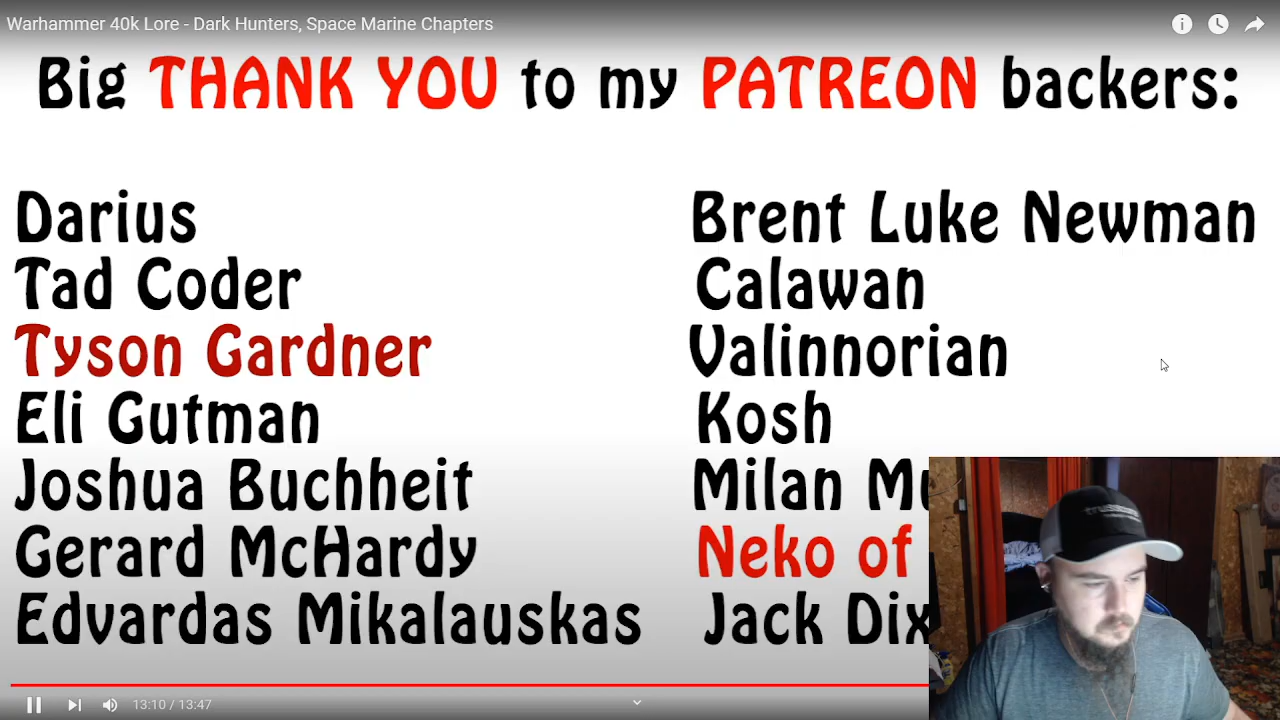 Warhammer 40k Lore - Dark Hunters, Space Marine Chapters
Big THANK YOU to my PATREON backers:
Darius
Tad Coder
Tyson Gardner
Eli Gutman
Joshua Buchheit
Gerard McHardy
Edvardas Mikalauskas
Brent Luke Newman
Calawan
Valinnorian
Kosh
Milan
Neko of
Jack
13:10 / 13:47